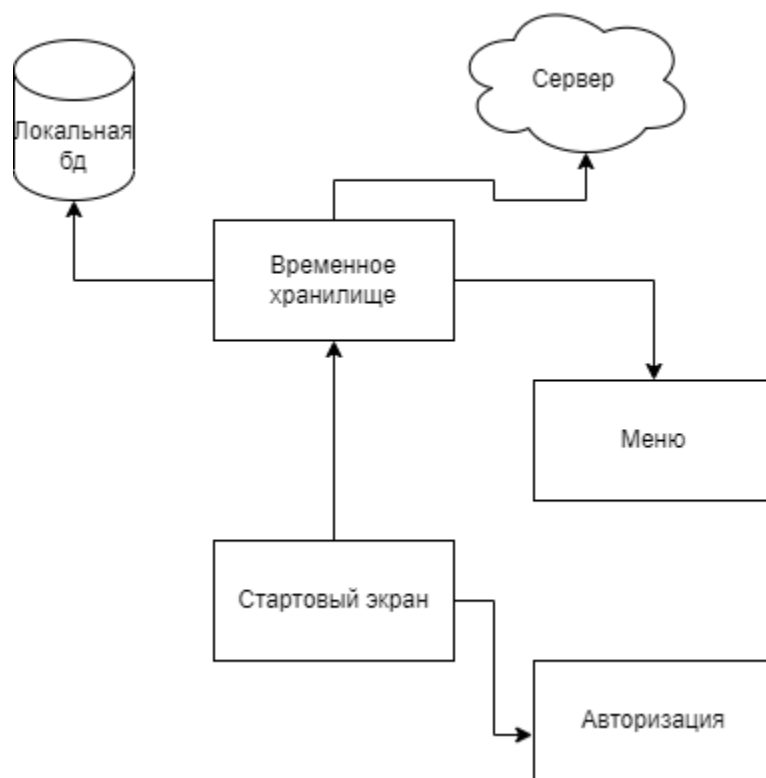 Сервер
Локальная
бд
Временное
хранилище
Меню
Стартовый экран
Авторизация